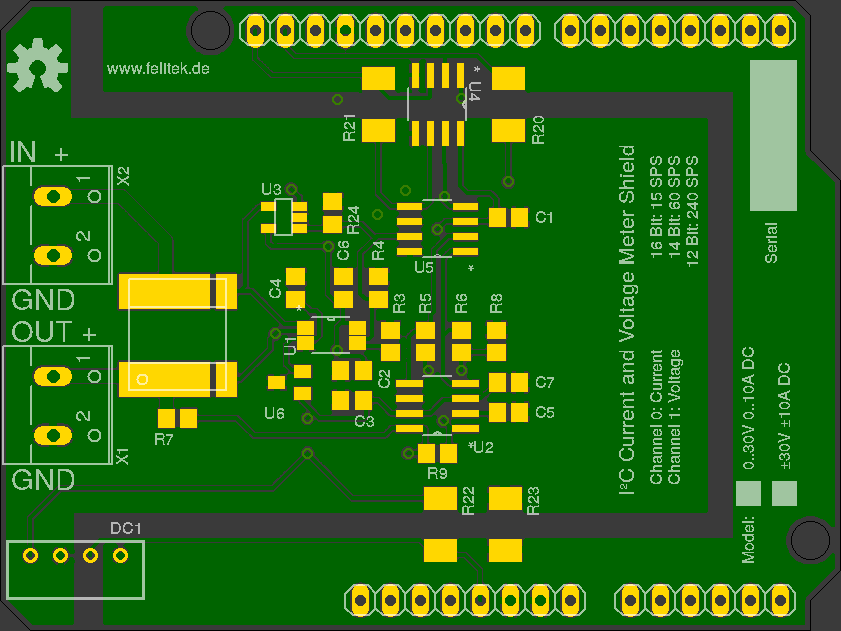 www.felltek.de
*
U4
R21
R20
IN +
X2
1
2
GND
U3
R24
C1
C6
R4
U5
*
C4
*
U1
R3
R5
R6
R8
OUT +
1
2
X1
GND
C2
C7
U6
C3
C5
R7
*U2
R9
R22
R23
DC1
I²C Current and Voltage Meter Shield
16 Bit: 15 SPS
14 Bit: 60 SPS
12 Bit: 240 SPS
Channel 0: Current
Channel 1: Voltage
Serial
Model:
0..30V 0..10A DC
±30V ±10A DC